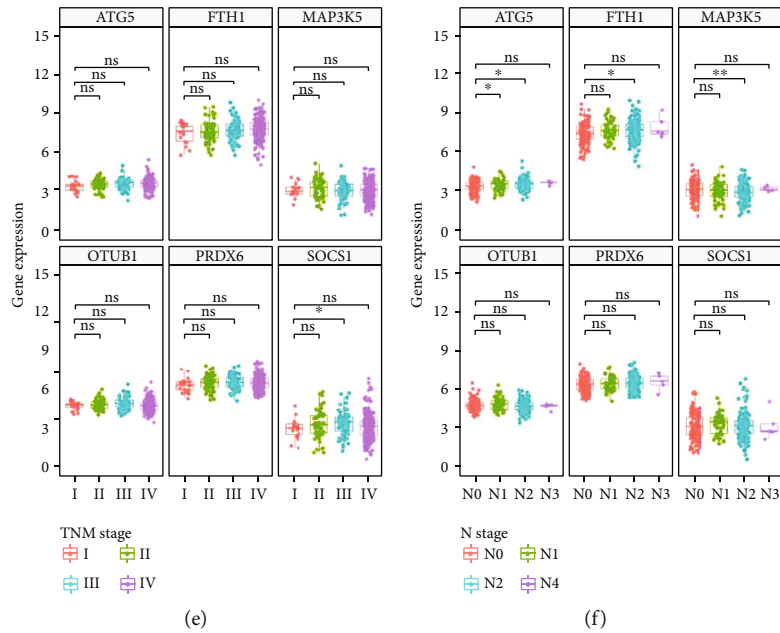 ATG5 FTH1 MAP3K5
15
12
9
6
3
0
ns ns ns
ns ns ns
ns ns ns
Gene expression
OTUB1 PRDX6 SOCS1
15
12
9
6
3
0
ns ns ns
ns ns *
ns ns ns
I II III IV I II III IV I II III IV
TNM stage
I II
III IV
(e)
ATG5 FTH1 MAP3K5
15
12
9
6
3
0
ns ns ns
* * **
* ns ns
Gene expression
OTUB1 PRDX6 SOCS1
15
12
9
6
3
0
ns ns ns
ns ns ns
ns ns ns
N0 N1 N2 N3 N0 N1 N2 N3 N0 N1 N2 N3
N stage
N0 N1
N2 N4
(f)